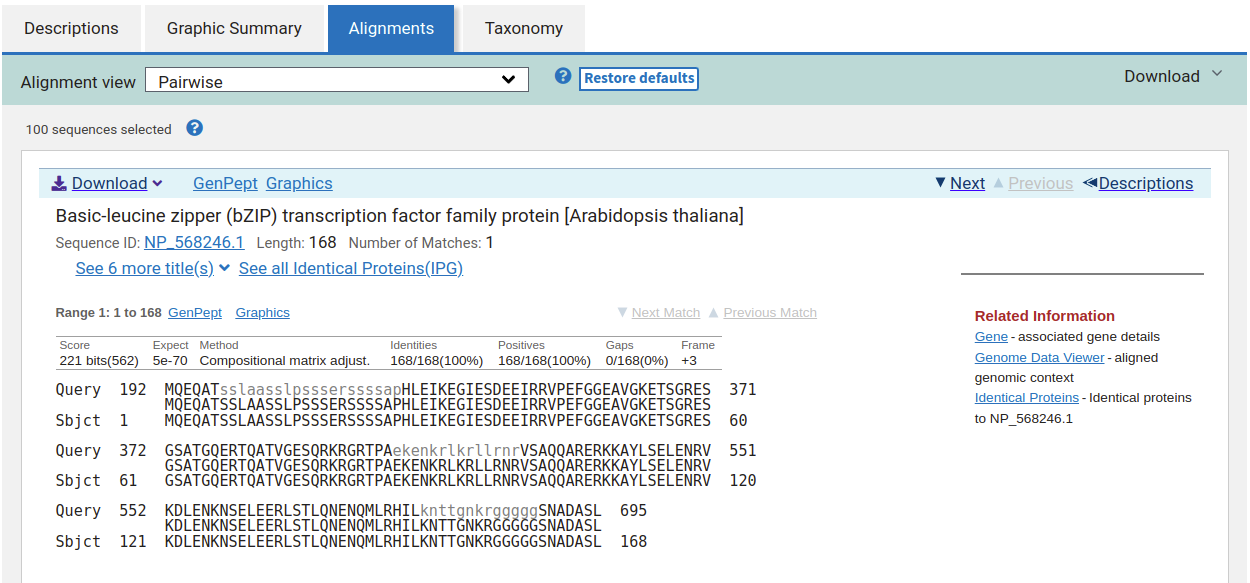 Descriptions Graphic Summary Alignments Taxonomy
Alignment view Pairwise ? Restore defaults Download
100 sequences selected ?
Download GenPept Graphics ▼ Next ▲ Previous Descriptions
Basic-leucine zipper (bZIP) transcription factor family protein [Arabidopsis thaliana]
Sequence ID: NP_568246.1 Length: 168 Number of Matches: 1
See 6 more title(s) See all Identical Proteins(IPG)
Range 1: 1 to 168 GenPept Graphics ▼ Next Match ▲ Previous Match
Score Expect Method Identities Positives Gaps Frame
221 bits(562) 5e-70 Compositional matrix adjust. 168/168(100%) 168/168(100%) 0/168(0%) +3
Query 192 MQEQATsslaasslpssserssssapHLEIKEGIESDEEIRRVPEFGGEAVGKETSGRES 371
MQEQATSSLAASSLPSSSERSSSSAPHLEIKEGIESDEEIRRVPEFGGEAVGKETSGRES
Sbjct 1 MQEQATSSLAASSLPSSSERSSSSAPHLEIKEGIESDEEIRRVPEFGGEAVGKETSGRES 60
Query 372 GSATGQERTQATVGESQRKRGRTPAekenkrlkrllrnrVSAQQARERKKAYLSELENRV 551
GSATGQERTQATVGESQRKRGRTPAEKENKRLKRLLRNRVSAQQARERKKAYLSELENRV
Sbjct 61 GSATGQERTQATVGESQRKRGRTPAEKENKRLKRLLRNRVSAQQARERKKAYLSELENRV 120
Query 552 KDLENKNSELEERLSTLQNENQMLRHILknttgnkrgggggSNADASL 695
KDLENKNSELEERLSTLQNENQMLRHILKNTTGNKRGGGGGSNADASL
Sbjct 121 KDLENKNSELEERLSTLQNENQMLRHILKNTTGNKRGGGGGSNADASL 168
Related Information
Gene - associated gene details
Genome Data Viewer - aligned
genomic context
Identical Proteins - Identical proteins
to NP_568246.1